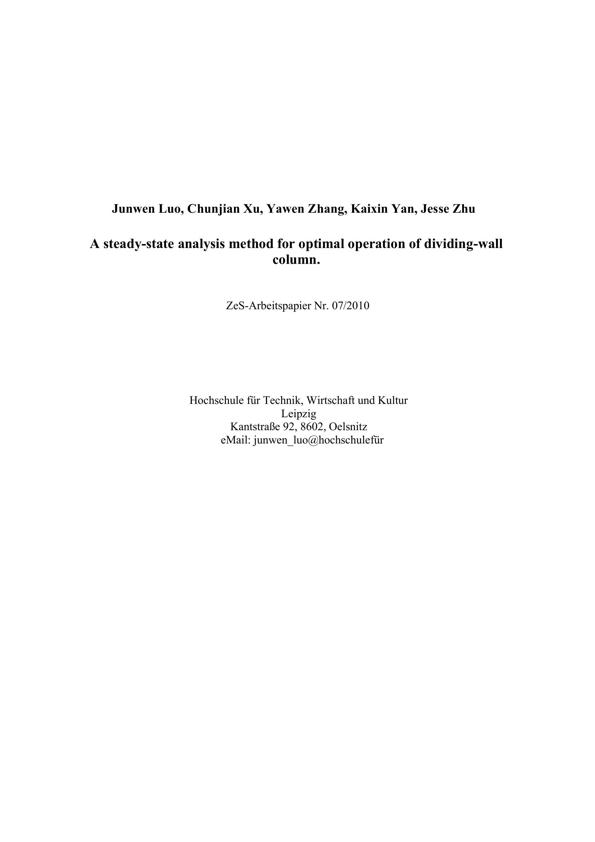 Junwen Luo, Chunjian Xu, Yawen Zhang, Kaixin Yan, Jesse Zhu
A steady-state analysis method for optimal operation of dividing-wall
column.
ZeS-Arbeitspapier Nr. 07/2010
Hochschule für Technik, Wirtschaft und Kultur
Leipzig
Kantstraße 92, 8602, Oelsnitz
eMail: junwen_luo@hochschulefür